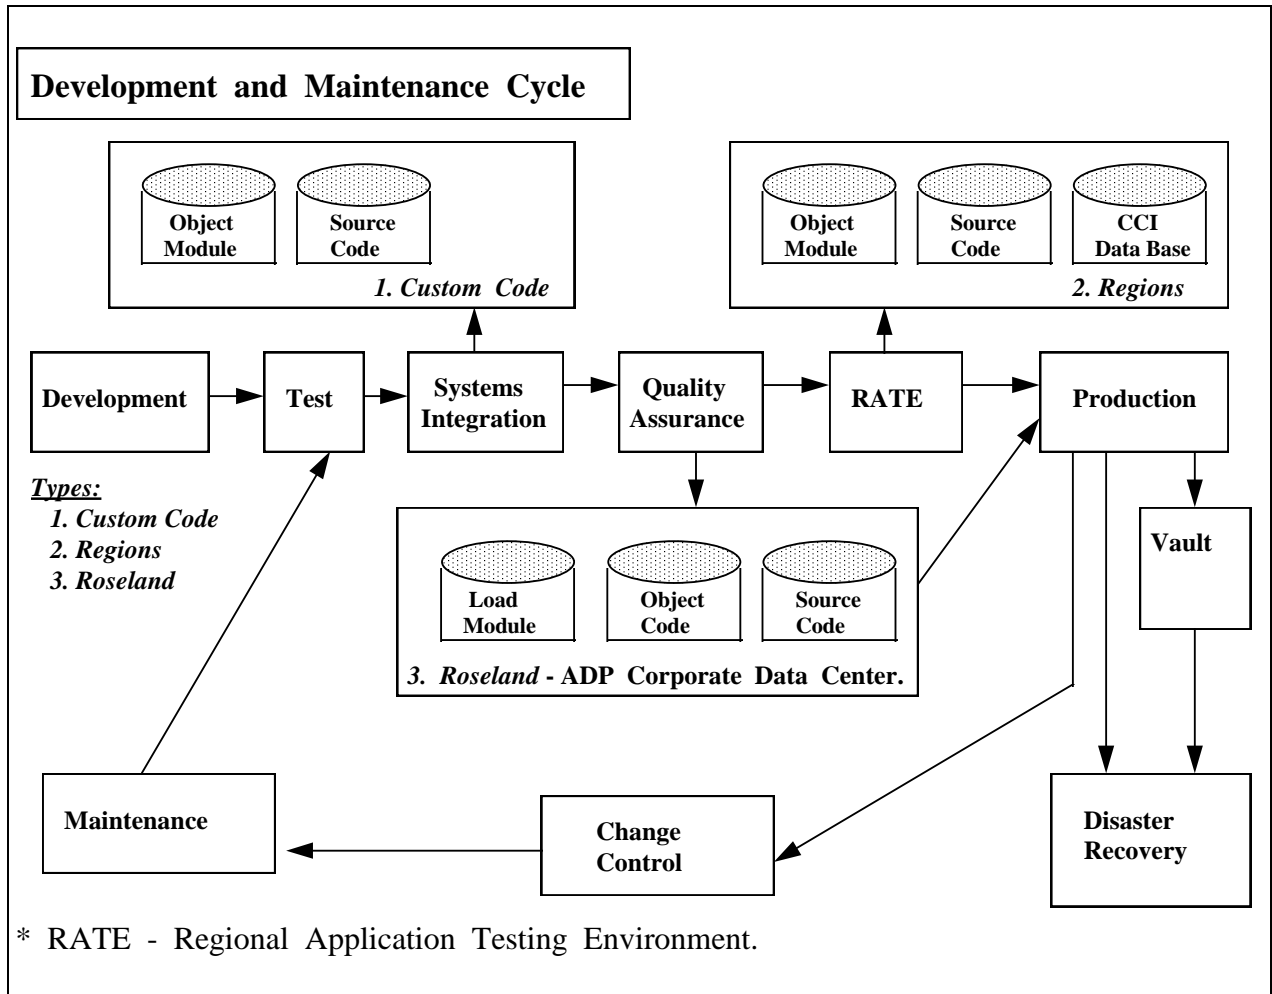 Development and Maintenance Cycle
Object
Module
Source
Code
1. Custom Code
Object
Module
Source
Code
CCI
Data Base
2. Regions
Development
Test
Systems
Integration
Quality
Assurance
RATE
Production
Types:
1. Custom Code
2. Regions
3. Roseland
Load
Module
Object
Code
Source
Code
3. Roseland - ADP Corporate Data Center.
Vault
Maintenance
Change
Control
Disaster
Recovery
* RATE - Regional Application Testing Environment.